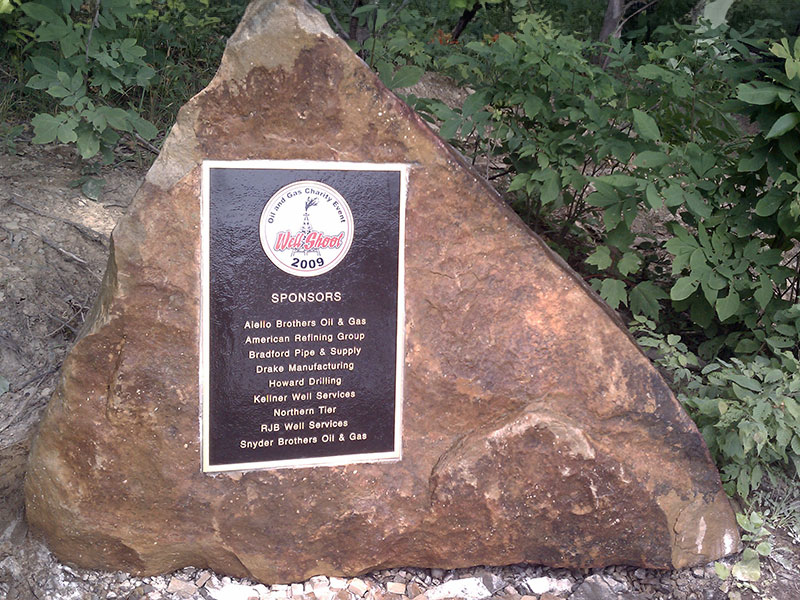 Oil and Gas Charity Event
Well Shoot
2009
SPONSORS
Aiello Brothers Oil & Gas
American Refining Group
Bradford Pipe & Supply
Drake Manufacturing
Howard Drilling
Kellner Well Services
Northern Tier
RJB Well Services
Snyder Brothers Oil & Gas